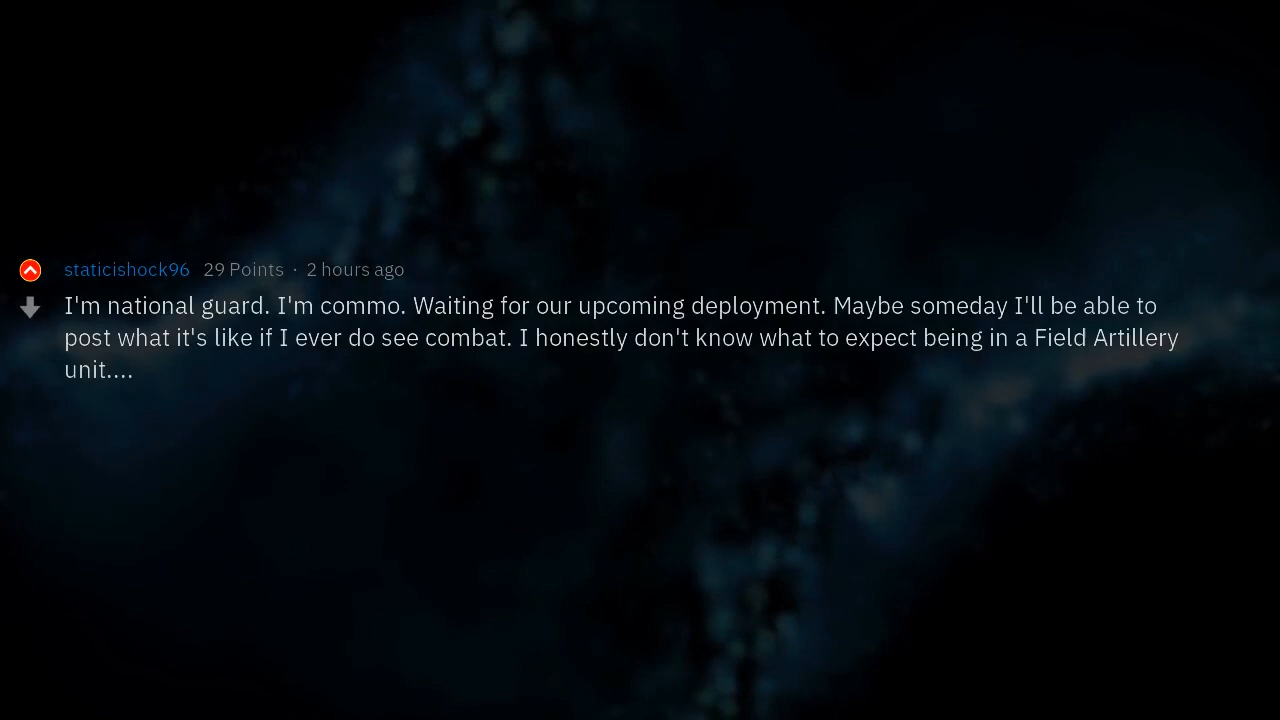 staticishock96 29 Points · 2 hours ago
I'm national guard. I'm commo. Waiting for our upcoming deployment. Maybe someday I'll be able to
post what it's like if I ever do see combat. I honestly don't know what to expect being in a Field Artillery
unit....